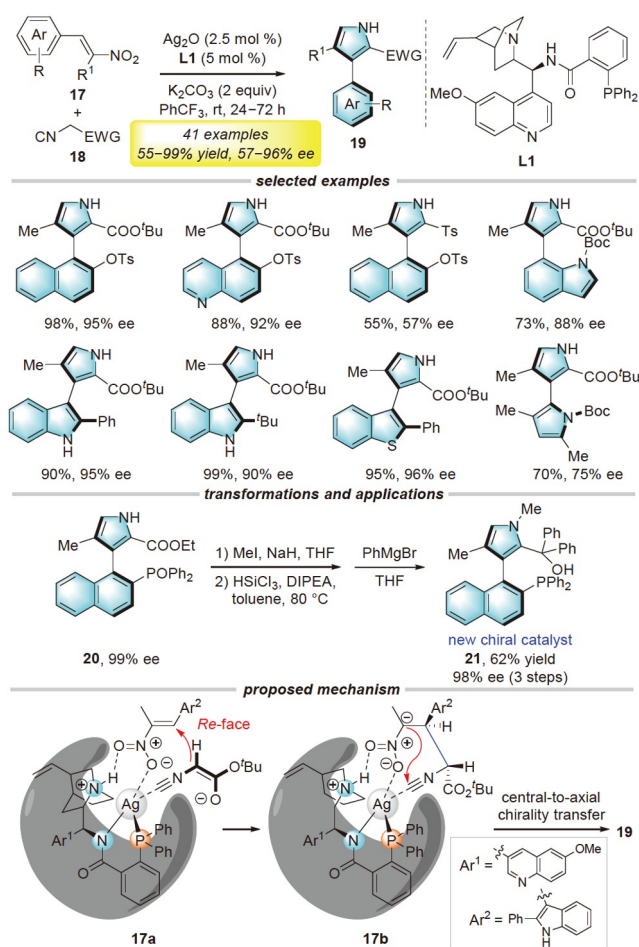 Ar
R
NO₂
R¹
17
+
CN
EWG
18
Ag₂O (2.5 mol %)
L1 (5 mol %)
K₂CO₃ (2 equiv)
PhCF₃, rt, 24–72 h
41 examples
55–99% yield, 57–96% ee
NH
R¹
EWG
Ar
R
19
N
H
N
O
PPh₂
MeO
N
L1
selected examples
NH
Me
COOᵗBu
OTs
98%, 95% ee
NH
Me
COOᵗBu
OTs
N
88%, 92% ee
NH
Me
Ts
OTs
55%, 57% ee
NH
Me
COOᵗBu
Boc
N
73%, 88% ee
NH
Me
COOᵗBu
Ph
N
H
90%, 95% ee
NH
Me
COOᵗBu
ᵗBu
N
H
99%, 90% ee
NH
Me
COOᵗBu
Ph
S
95%, 96% ee
NH
Me
COOᵗBu
Me
N
Boc
Me
70%, 75% ee
transformations and applications
NH
Me
COOEt
POPh₂
20, 99% ee
1) MeI, NaH, THF
2) HSiCl₃, DIPEA,
toluene, 80 °C
PhMgBr
THF
Me
N
Me
Ph
Ph
OH
PPh₂
new chiral catalyst
21, 62% yield
98% ee (3 steps)
proposed mechanism
Ar²
Re-face
O
N
⊕
O
⊖
H
OᵗBu
N
O
⊖
H
N
⊕
Ag
Ar¹
N
P
Ph
Ph
O
17a
Ar²
⊖
H
O
N
⊕
O
⊖
H
N
CO₂ᵗBu
H
N
⊕
Ag
Ar¹
N
P
Ph
Ph
O
17b
central-to-axial
chirality transfer
19
Ar¹ =
OMe
N
Ar² =
Ph
N
H